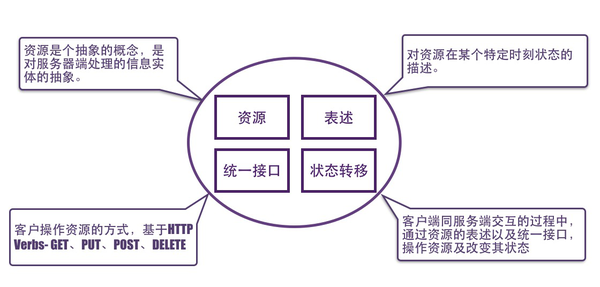 资源是个抽象的概念，是
对服务器端处理的信息实
体的抽象。
对资源在某个特定时刻状态的
描述。
资源
表述
统一接口
状态转移
客户操作资源的方式，基于HTTP
Verbs- GET、PUT、POST、DELETE
客户端同服务端交互的过程中，
通过资源的表述以及统一接口，
操作资源及改变其状态